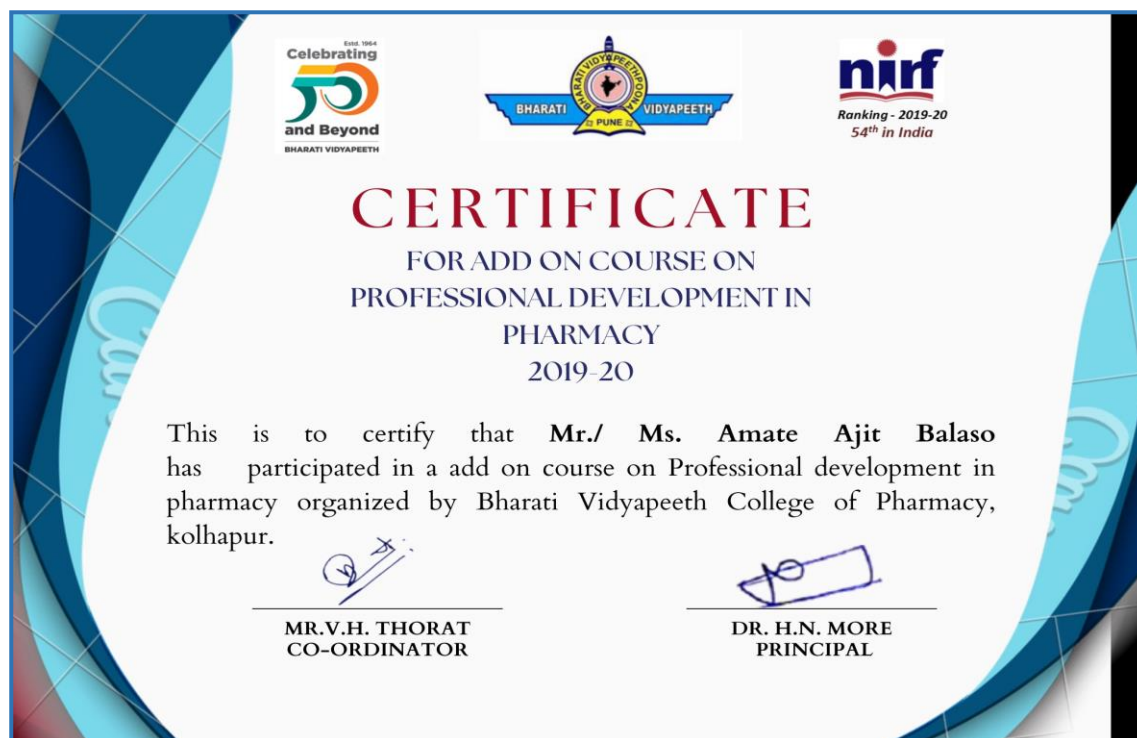 Estd. 1964
Celebrating
50
and Beyond
BHARATI VIDYAPEETH
BHARATI VIDYAPEETH POONA
BHARATI VIDYAPEETH
PUNE
nirf
Ranking - 2019-20
54th in India
CERTIFICATE
FOR ADD ON COURSE ON
PROFESSIONAL DEVELOPMENT IN
PHARMACY
2019-20
This is to certify that Mr./ Ms. Amate Ajit Balaso
has participated in a add on course on Professional development in
pharmacy organized by Bharati Vidyapeeth College of Pharmacy,
kolhapur.
MR.V.H. THORAT
CO-ORDINATOR
DR. H.N. MORE
PRINCIPAL